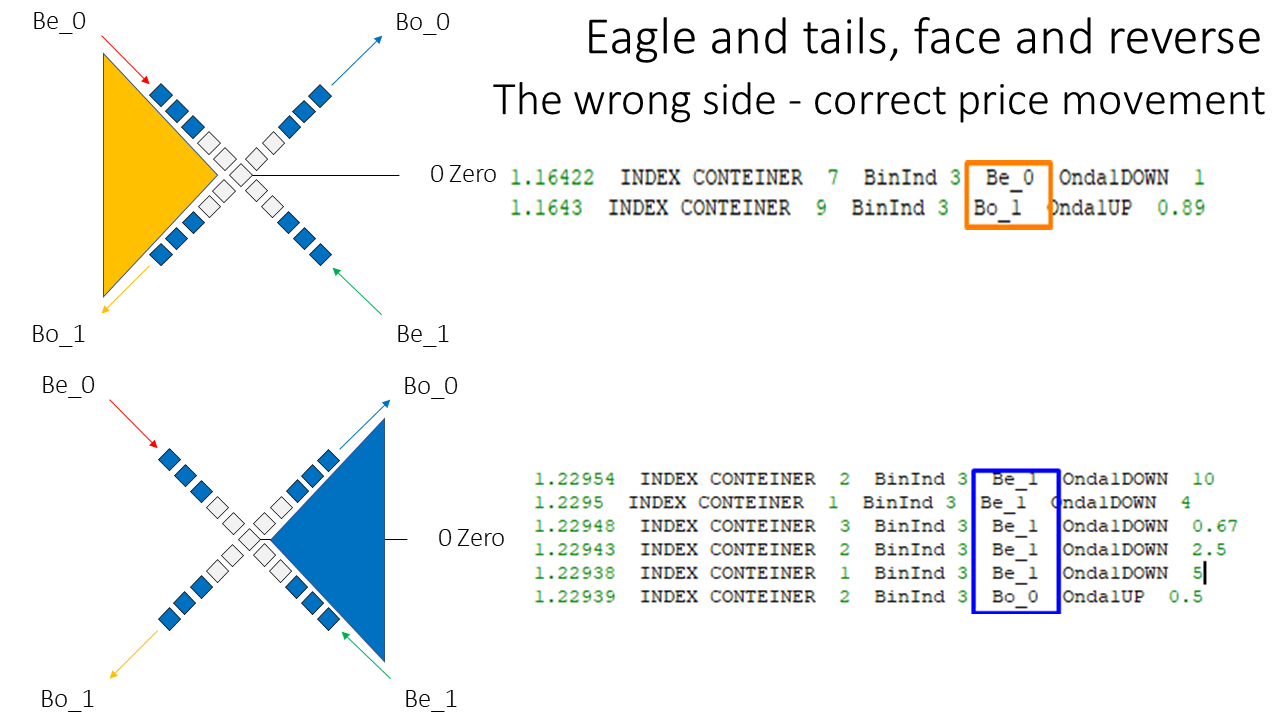 Eagle and tails, face and reverse
The wrong side - correct price movement
Be_0
Bo_0
0 Zero
Bo_1
Be_1
1.16422 INDEX CONTEINER 7 BinInd 3 Be_0 OndalDOWN 1
1.1643 INDEX CONTEINER 9 BinInd 3 Bo_1 OndalUP 0.89
Be_0
Bo_0
0 Zero
Bo_1
Be_1
1.22954 INDEX CONTEINER 2 BinInd 3 Be_1 OndalDOWN 10
1.2295 INDEX CONTEINER 1 BinInd 3 Be_1 OndalDOWN 4
1.22948 INDEX CONTEINER 3 BinInd 3 Be_1 OndalDOWN 0.67
1.22943 INDEX CONTEINER 2 BinInd 3 Be_1 OndalDOWN 2.5
1.22938 INDEX CONTEINER 1 BinInd 3 Be_1 OndalDOWN 5
1.22939 INDEX CONTEINER 2 BinInd 3 Bo_0 OndalUP 0.5